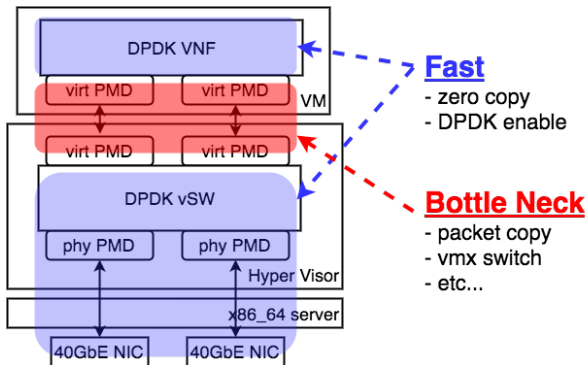 DPDK VNF
virt PMD virt PMD
VM
virt PMD virt PMD
DPDK vSW
phy PMD phy PMD
Hyper Visor
x86_64 server
40GbE NIC 40GbE NIC
Fast
- zero copy
- DPDK enable
Bottle Neck
- packet copy
- vmx switch
- etc...